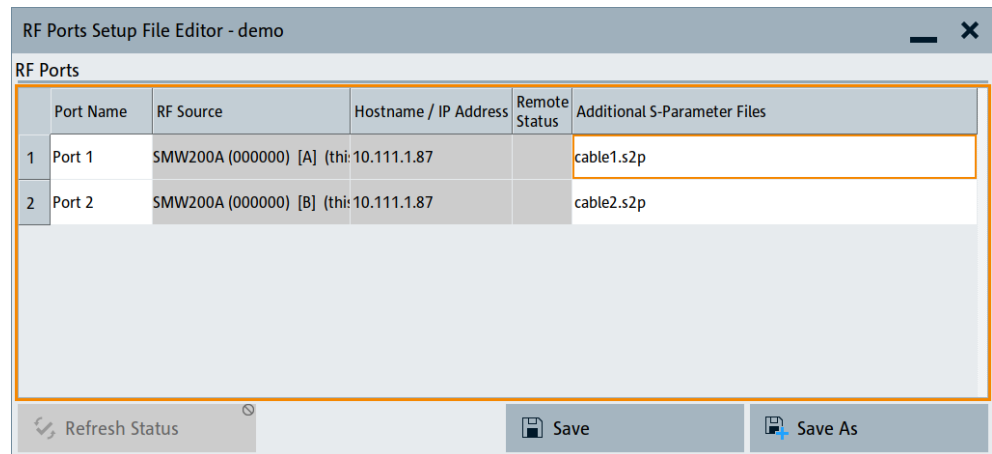 RF Ports Setup File Editor - demo
RF Ports
Port Name RF Source Hostname / IP Address Remote Status Additional S-Parameter Files
1 Port 1 SMW200A (000000) [A] (this 10.111.1.87 cable1.s2p
2 Port 2 SMW200A (000000) [B] (this 10.111.1.87 cable2.s2p
Refresh Status Save Save As